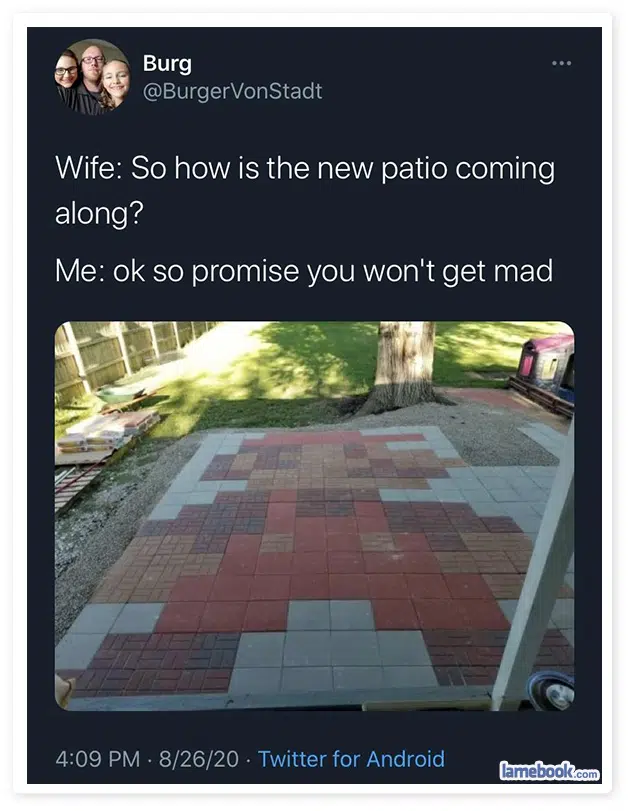 Burg
@BurgerVonStadt
Wife: So how is the new patio coming
along?
Me: ok so promise you won't get mad
4:09 PM · 8/26/20 · Twitter for Android
lamebook.com